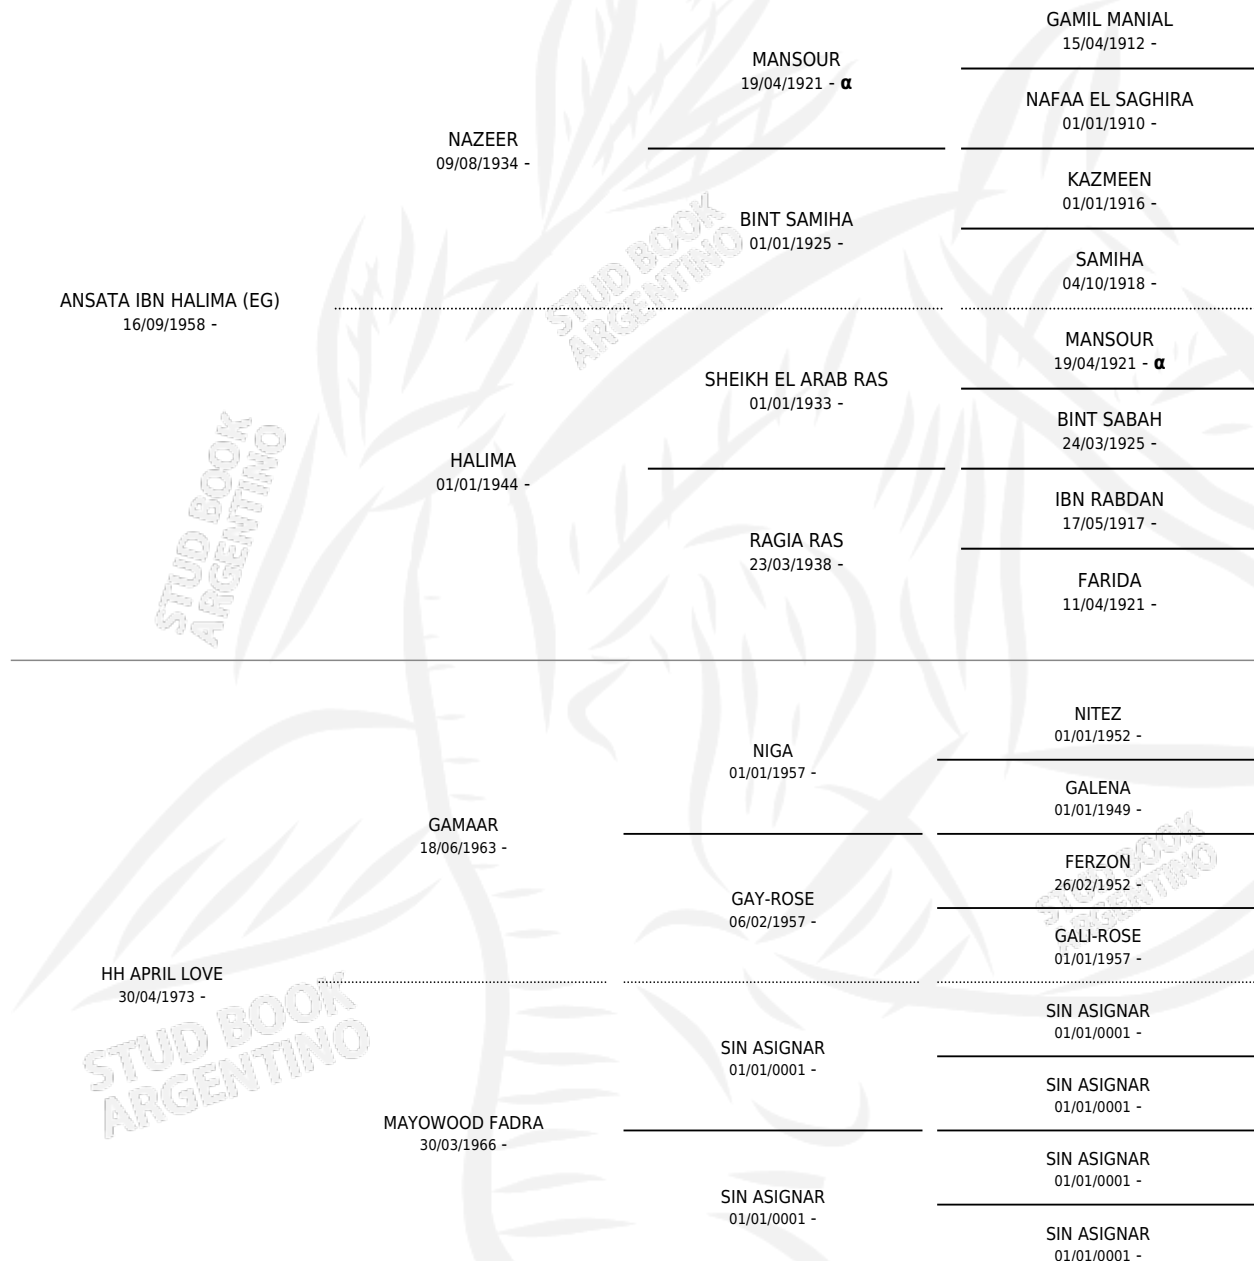 GAMIL MANIAL
15/04/1912 -
MANSOUR
19/04/1921 - α
NAFAA EL SAGHIRA
01/01/1910 -
NAZEER
09/08/1934 -
KAZMEEN
01/01/1916 -
BINT SAMIHA
01/01/1925 -
SAMIHA
04/10/1918 -
ANSATA IBN HALIMA (EG)
16/09/1958 -
MANSOUR
19/04/1921 - α
SHEIKH EL ARAB RAS
01/01/1933 -
BINT SABAH
24/03/1925 -
HALIMA
01/01/1944 -
IBN RABDAN
17/05/1917 -
RAGIA RAS
23/03/1938 -
FARIDA
11/04/1921 -
NITEZ
01/01/1952 -
NIGA
01/01/1957 -
GALENA
01/01/1949 -
GAMAAR
18/06/1963 -
FERZON
26/02/1952 -
GAY-ROSE
06/02/1957 -
GALI-ROSE
01/01/1957 -
HH APRIL LOVE
30/04/1973 -
SIN ASIGNAR
01/01/0001 -
SIN ASIGNAR
01/01/0001 -
SIN ASIGNAR
01/01/0001 -
MAYOWOOD FADRA
30/03/1966 -
SIN ASIGNAR
01/01/0001 -
SIN ASIGNAR
01/01/0001 -
SIN ASIGNAR
01/01/0001 -
STUD BOOK
ARGENTINO
STUD BOOK
ARGENTINO
STUD BOOK
ARGENTINO
STUD BOOK
ARGENTINO